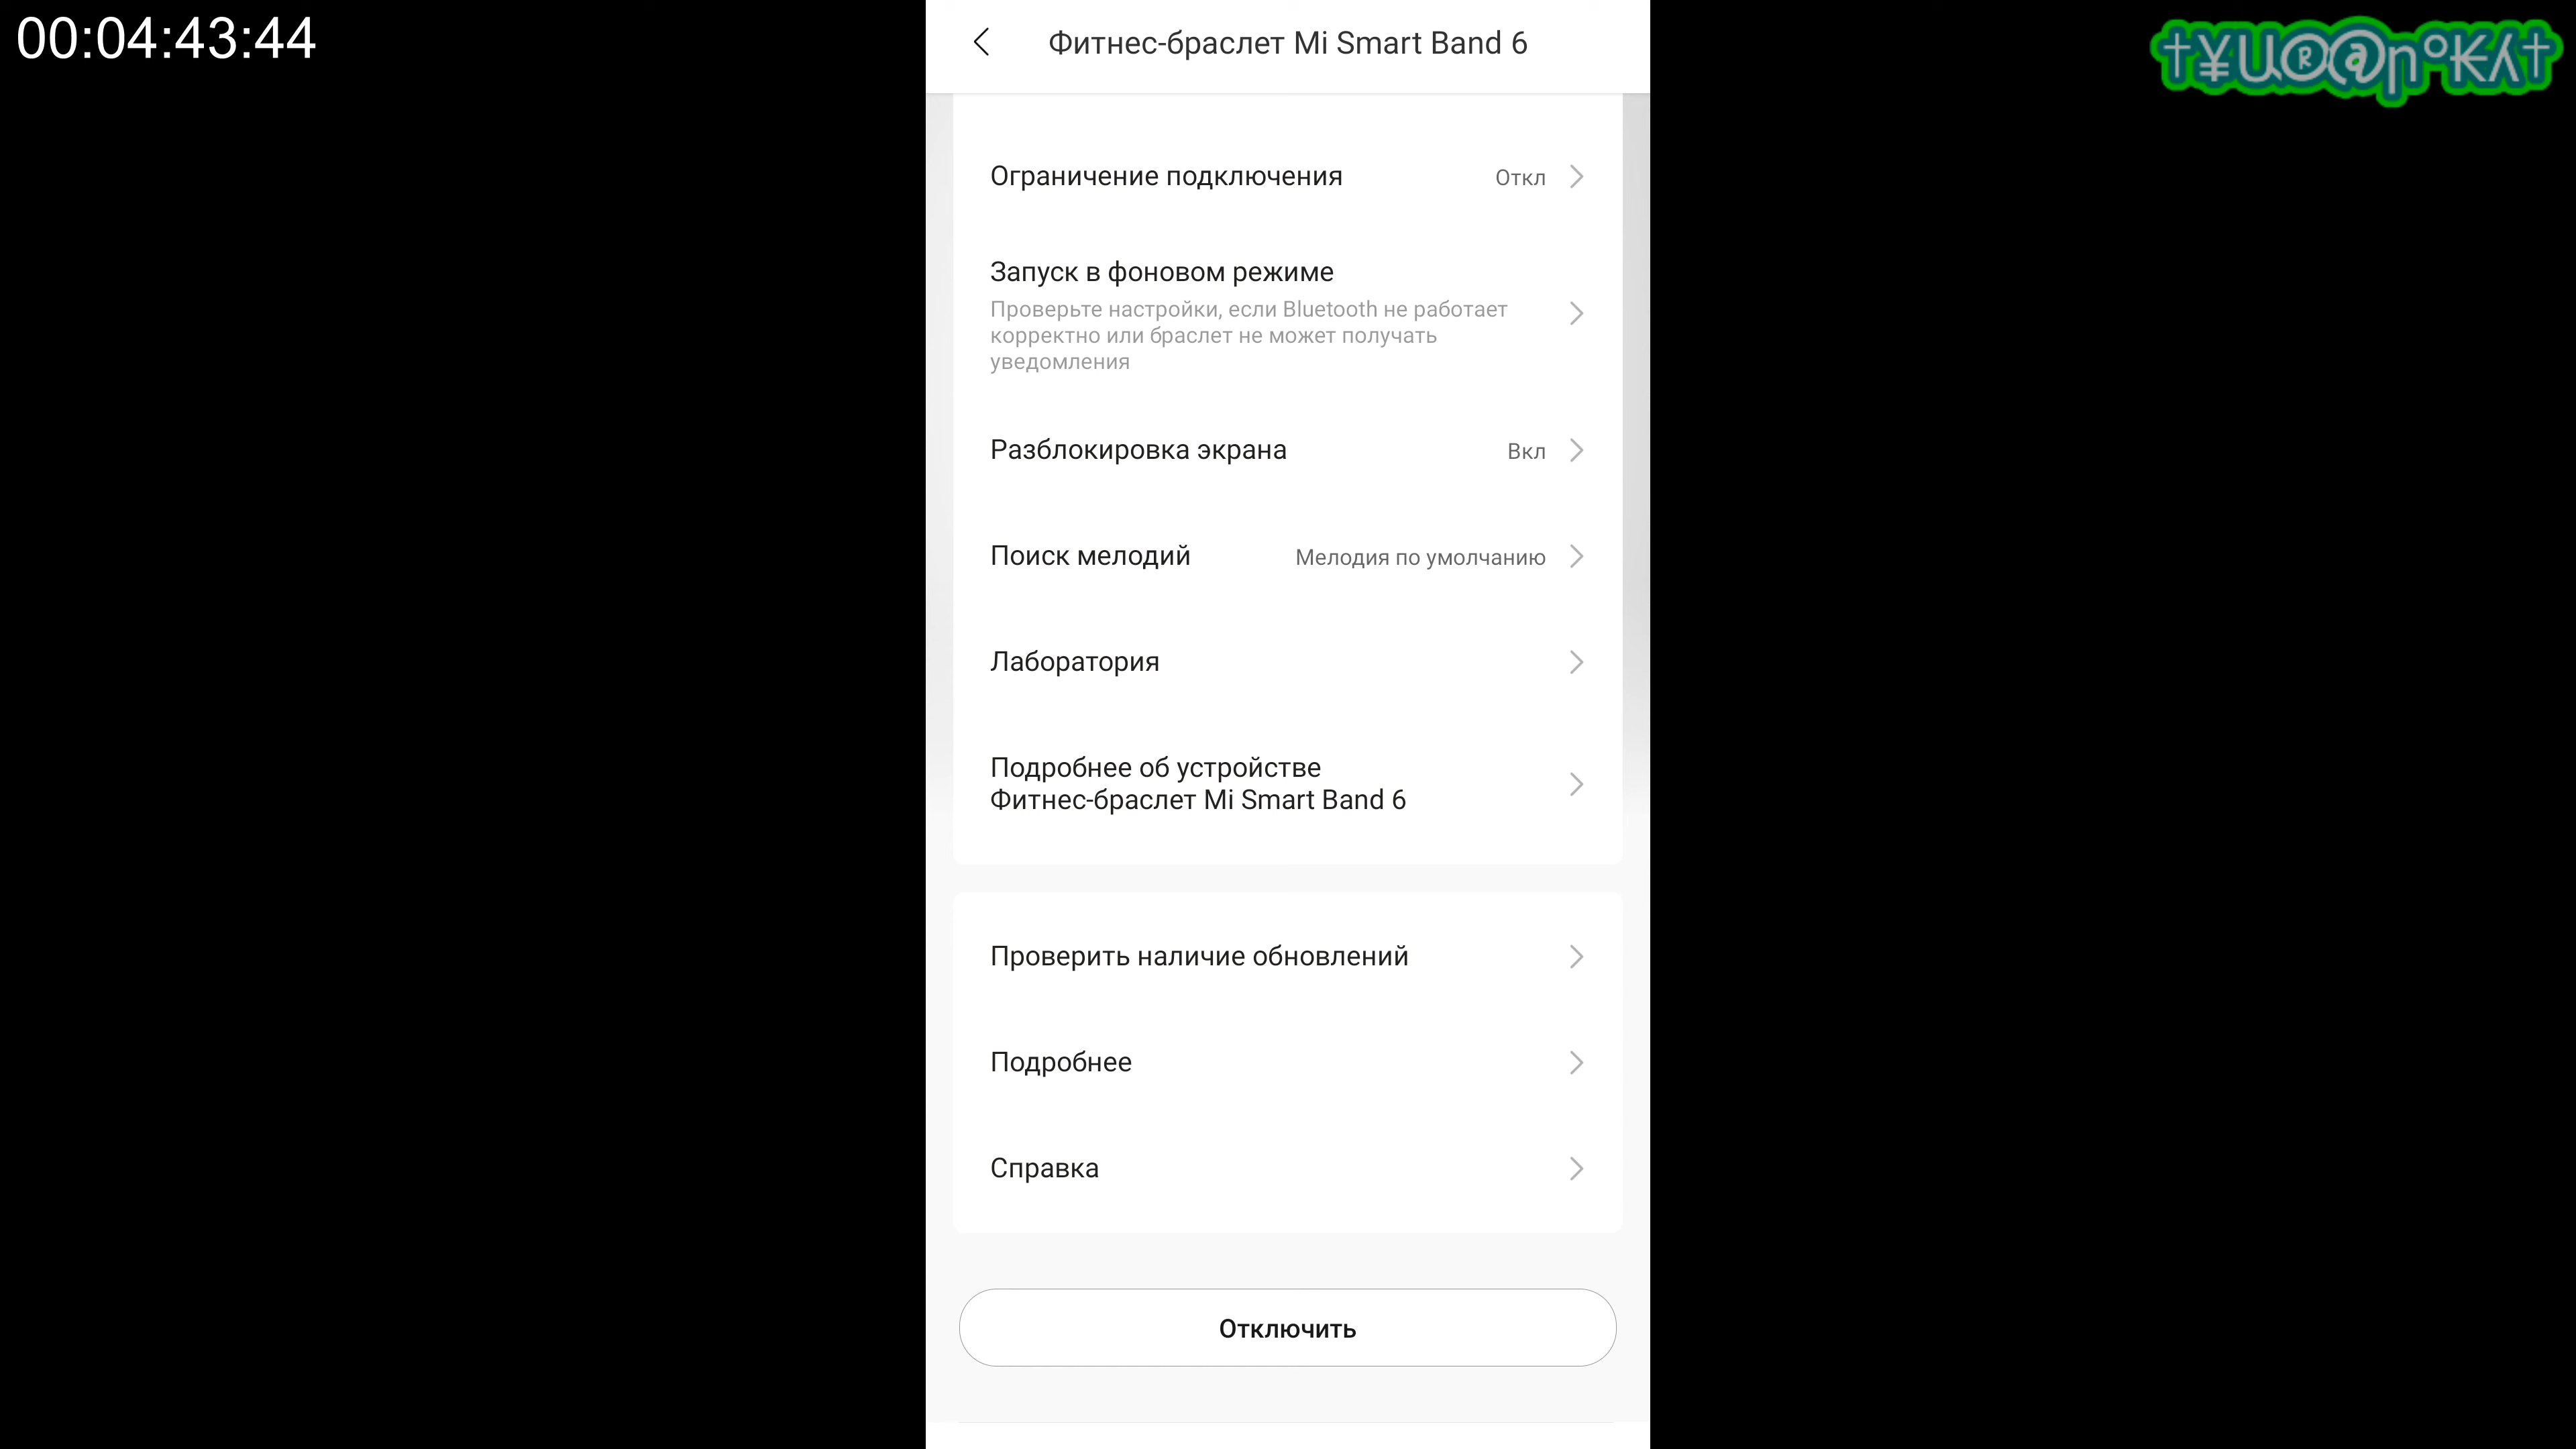 00:04:43:44
†¥UR@ηºK۸†
Фитнес-браслет Mi Smart Band 6
Ограничение подключения Откл
Запуск в фоновом режиме
Проверьте настройки, если Bluetooth не работает
корректно или браслет не может получать
уведомления
Разблокировка экрана Вкл
Поиск мелодий Мелодия по умолчанию
Лаборатория
Подробнее об устройстве
Фитнес-браслет Mi Smart Band 6
Проверить наличие обновлений
Подробнее
Справка
Отключить